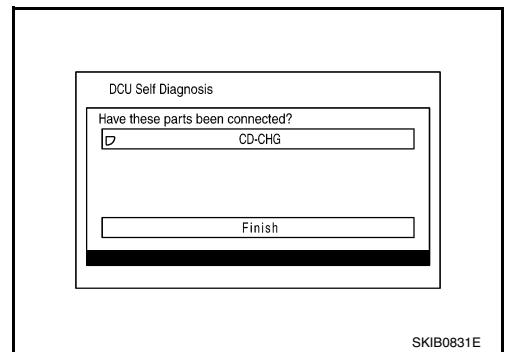 DCU Self Diagnosis
Have these parts been connected?
CD-CHG
Finish
SKIB0831E